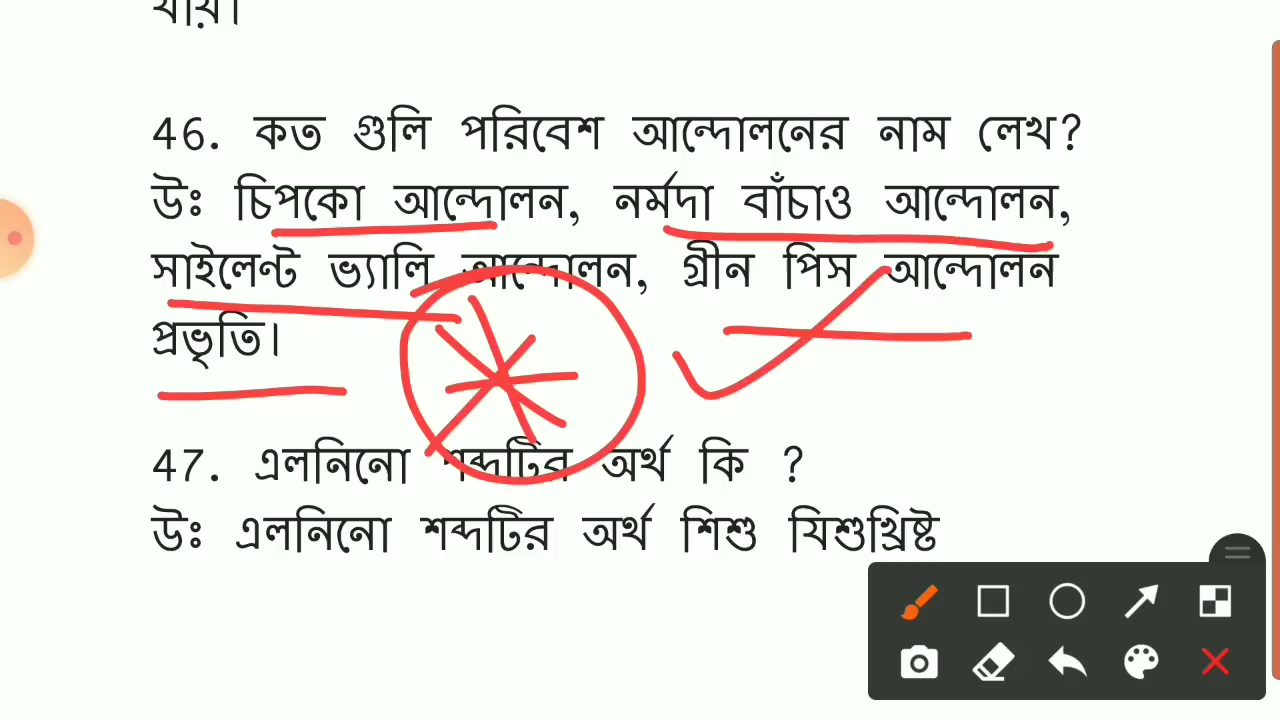 যায়।
46. কত গুলি পরিবেশ আন্দোলনের নাম লেখ?
উঃ চিপকো আন্দোলন, নর্মদা বাঁচাও আন্দোলন,
সাইলেন্ট ভ্যালি আন্দোলন, গ্রীন পিস আন্দোলন
প্রভৃতি।
47. এলনিনো শব্দটির অর্থ কি ?
উঃ এলনিনো শব্দটির অর্থ শিশু যিশুখ্রিষ্ট